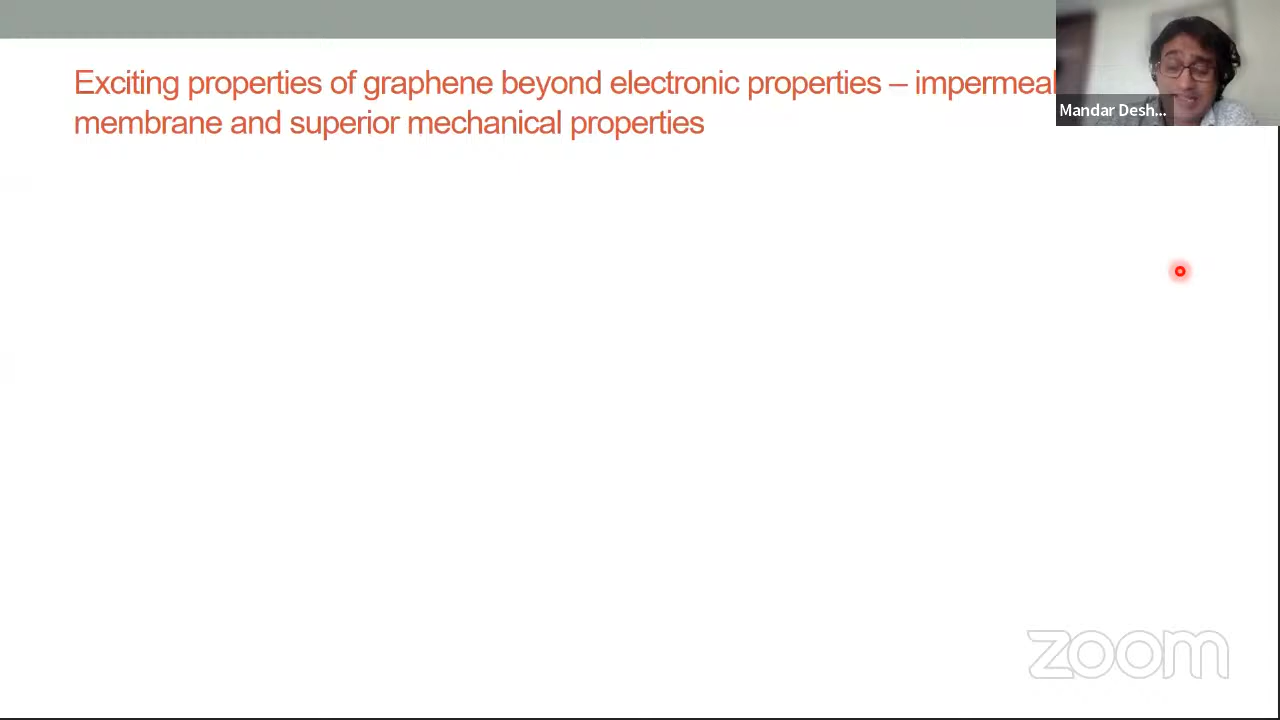 Exciting properties of graphene beyond electronic properties – impermeal
membrane and superior mechanical properties
Mandar Desh...
zoom